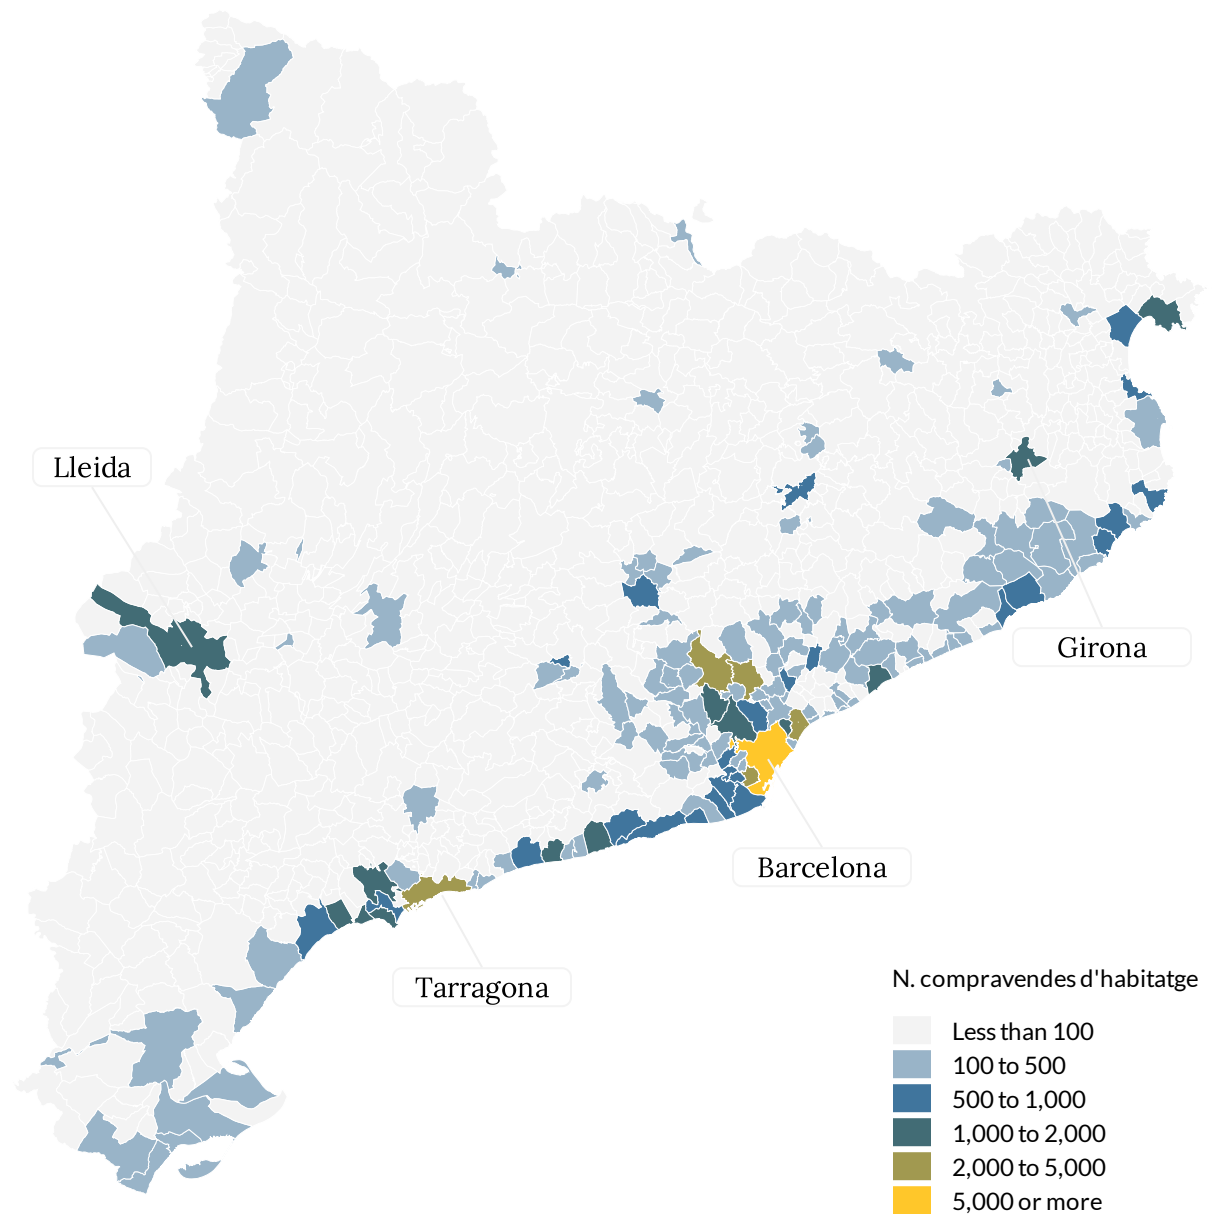 Lleida
Girona
Barcelona
Tarragona
N. compravendes d'habitatge
Less than 100
100 to 500
500 to 1,000
1,000 to 2,000
2,000 to 5,000
5,000 or more